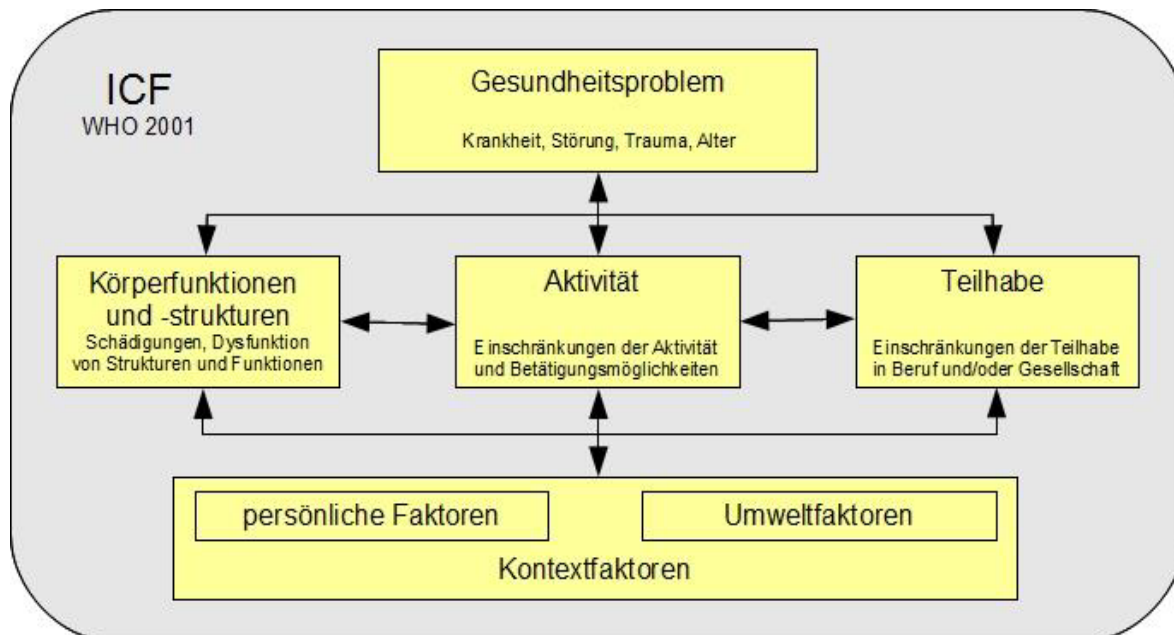 ICF
WHO 2001
Gesundheitsproblem
Krankheit, Störung, Trauma, Alter
Körperfunktionen
und -strukturen
Schädigungen, Dysfunktion
von Strukturen und Funktionen
Aktivität
Einschränkungen der Aktivität
und Betätigungsmöglichkeiten
Teilhabe
Einschränkungen der Teilhabe
in Beruf und/oder Gesellschaft
persönliche Faktoren
Umweltfaktoren
Kontextfaktoren